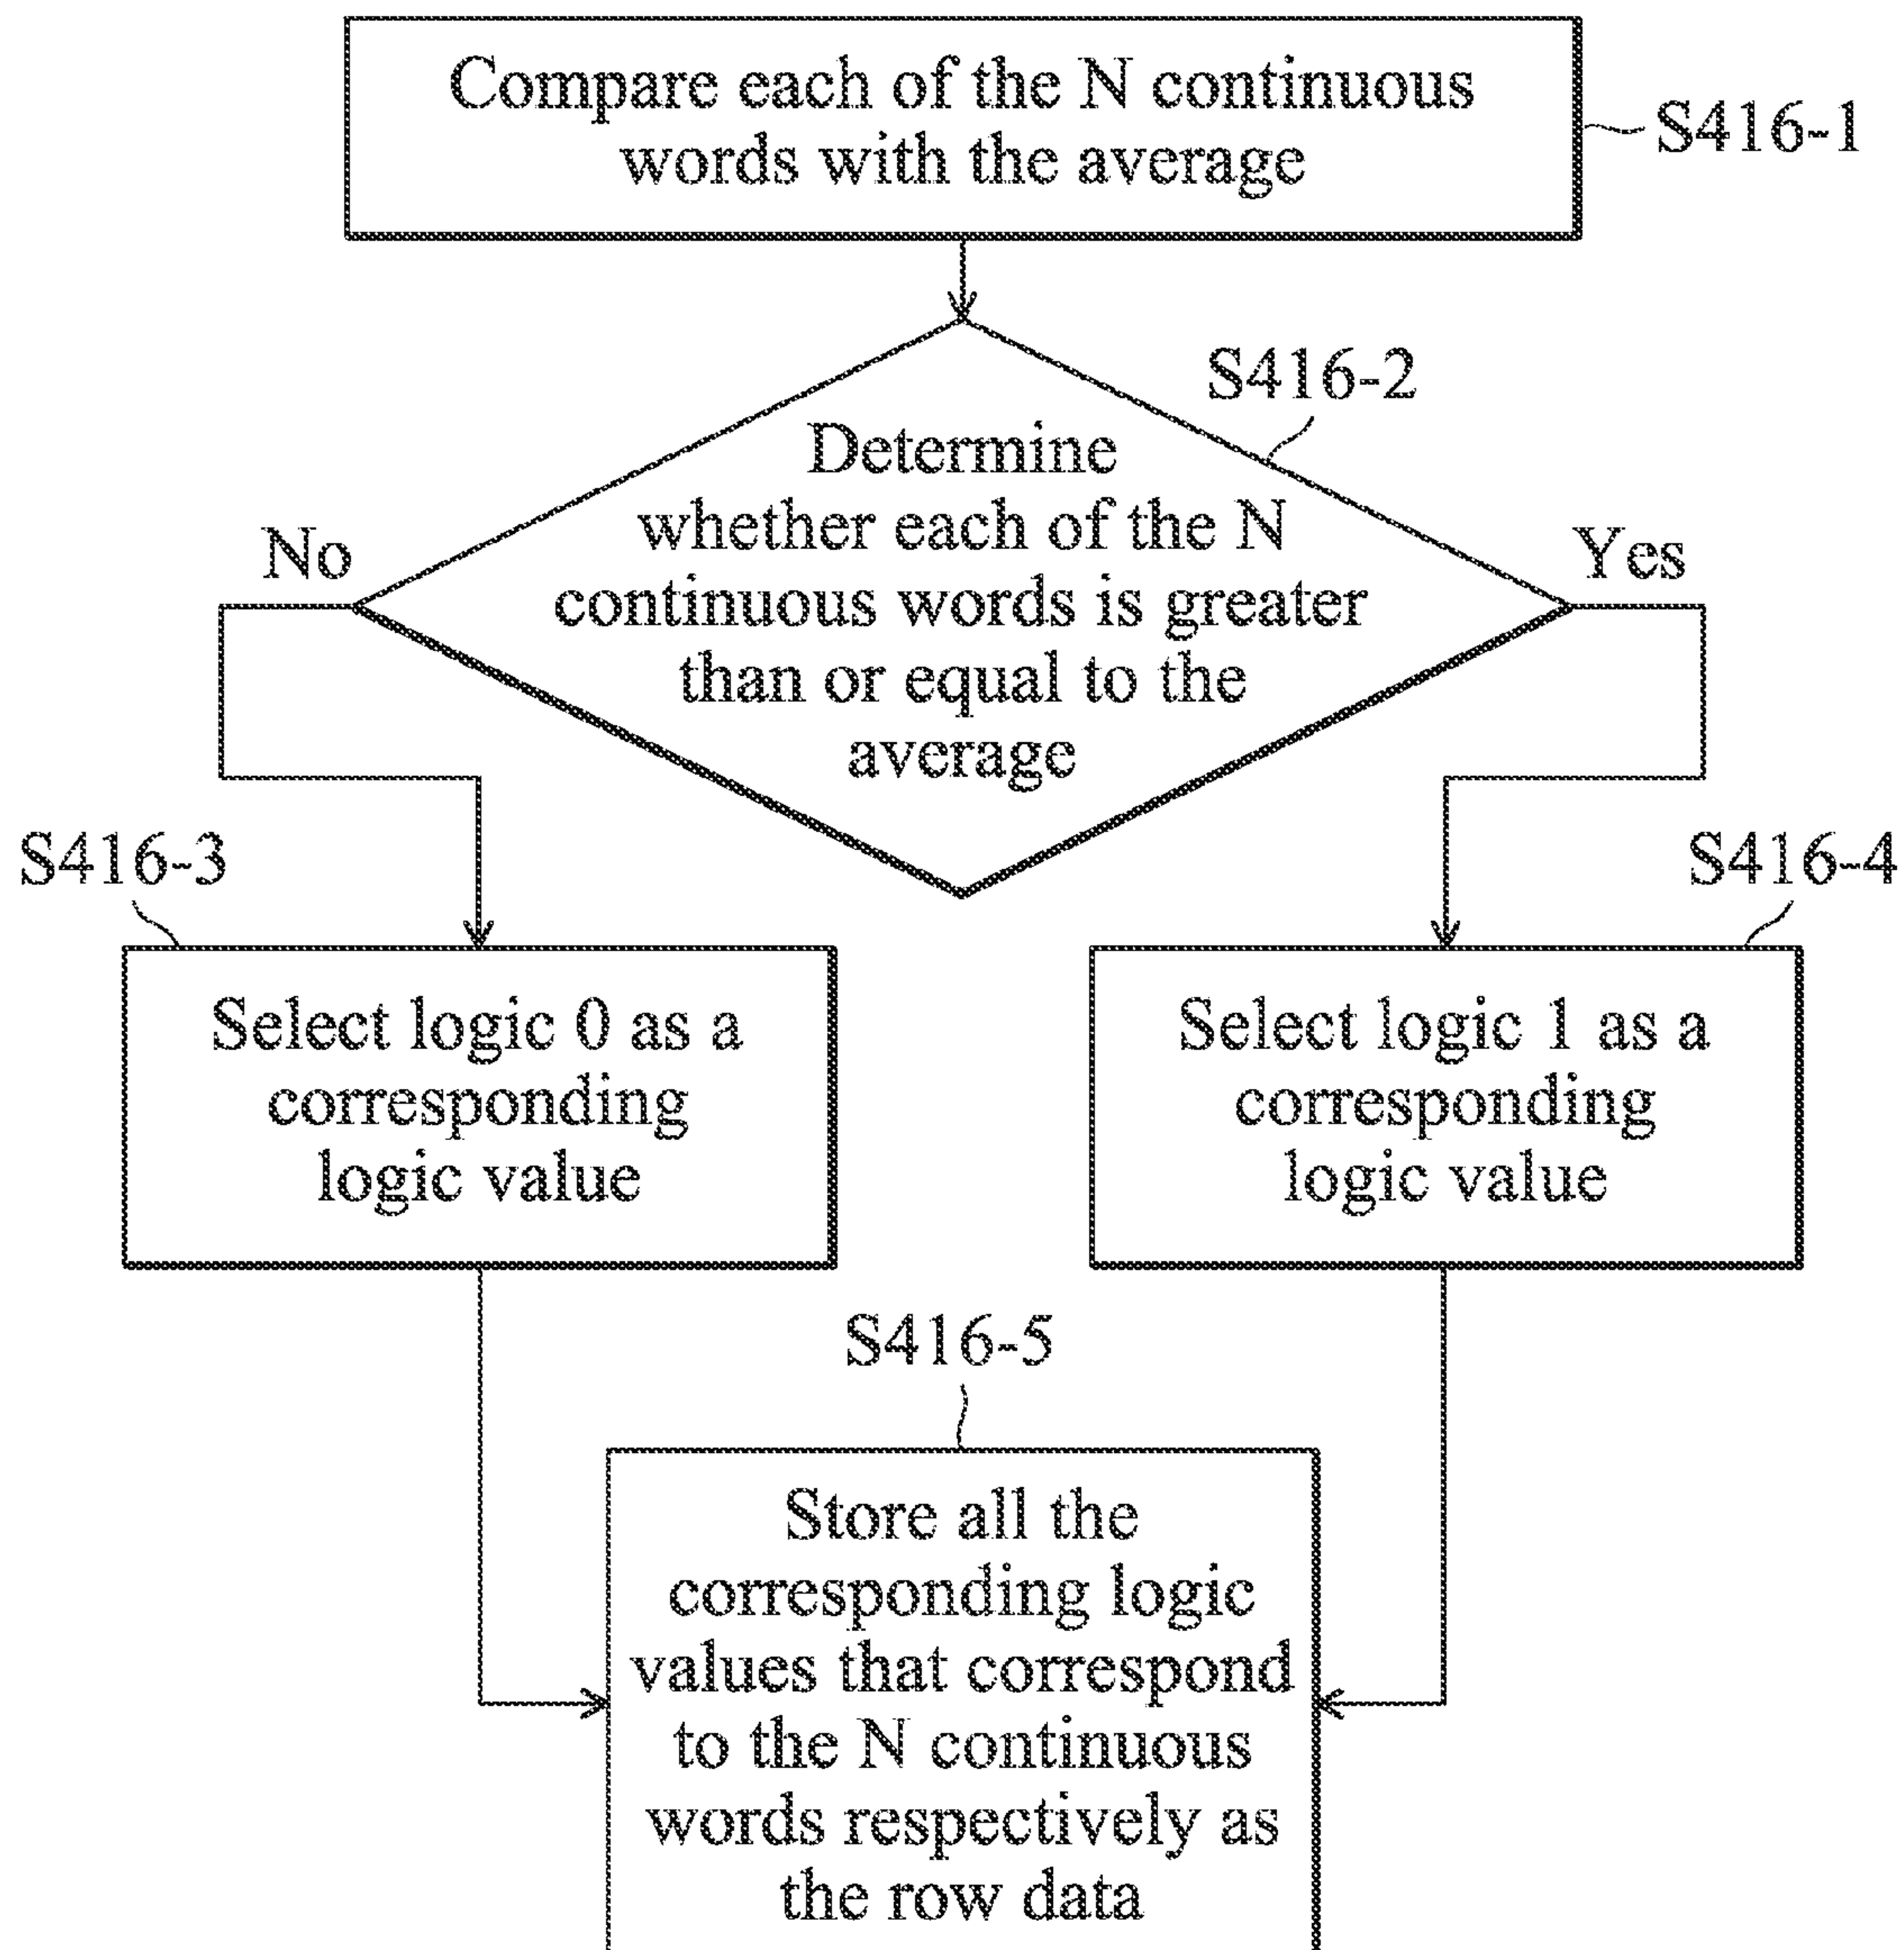 Compare each of the N continuous
words with the average
S416-1
S416-2
Determine
whether each of the N
continuous words is greater
than or equal to the
average
No
Yes
S416-3
S416-4
Select logic 0 as a
corresponding
logic value
Select logic 1 as a
corresponding
logic value
S416-5
Store all the
corresponding logic
values that correspond
to the N continuous
words respectively as
the row data